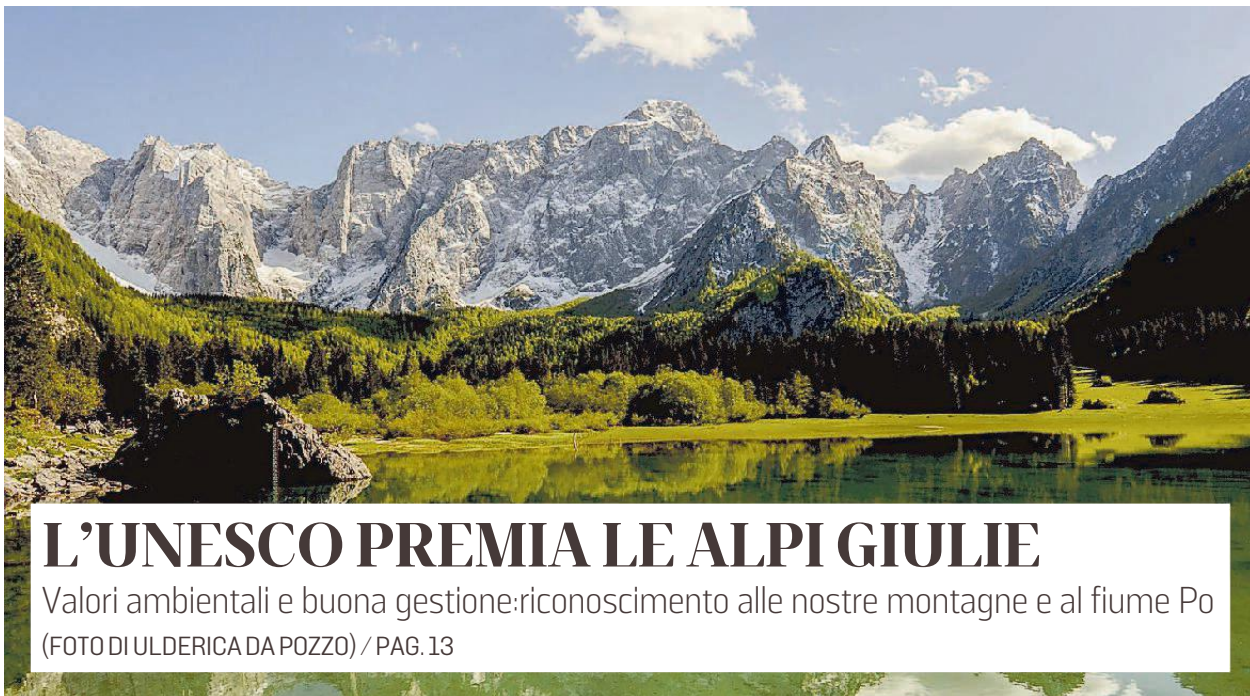 L’UNESCO PREMIA LE ALPI GIULIE
Valori ambientali e buona gestione:riconoscimento alle nostre montagne e al fiume Po
(FOTO DI ULDERICA DA POZZO) / PAG. 13